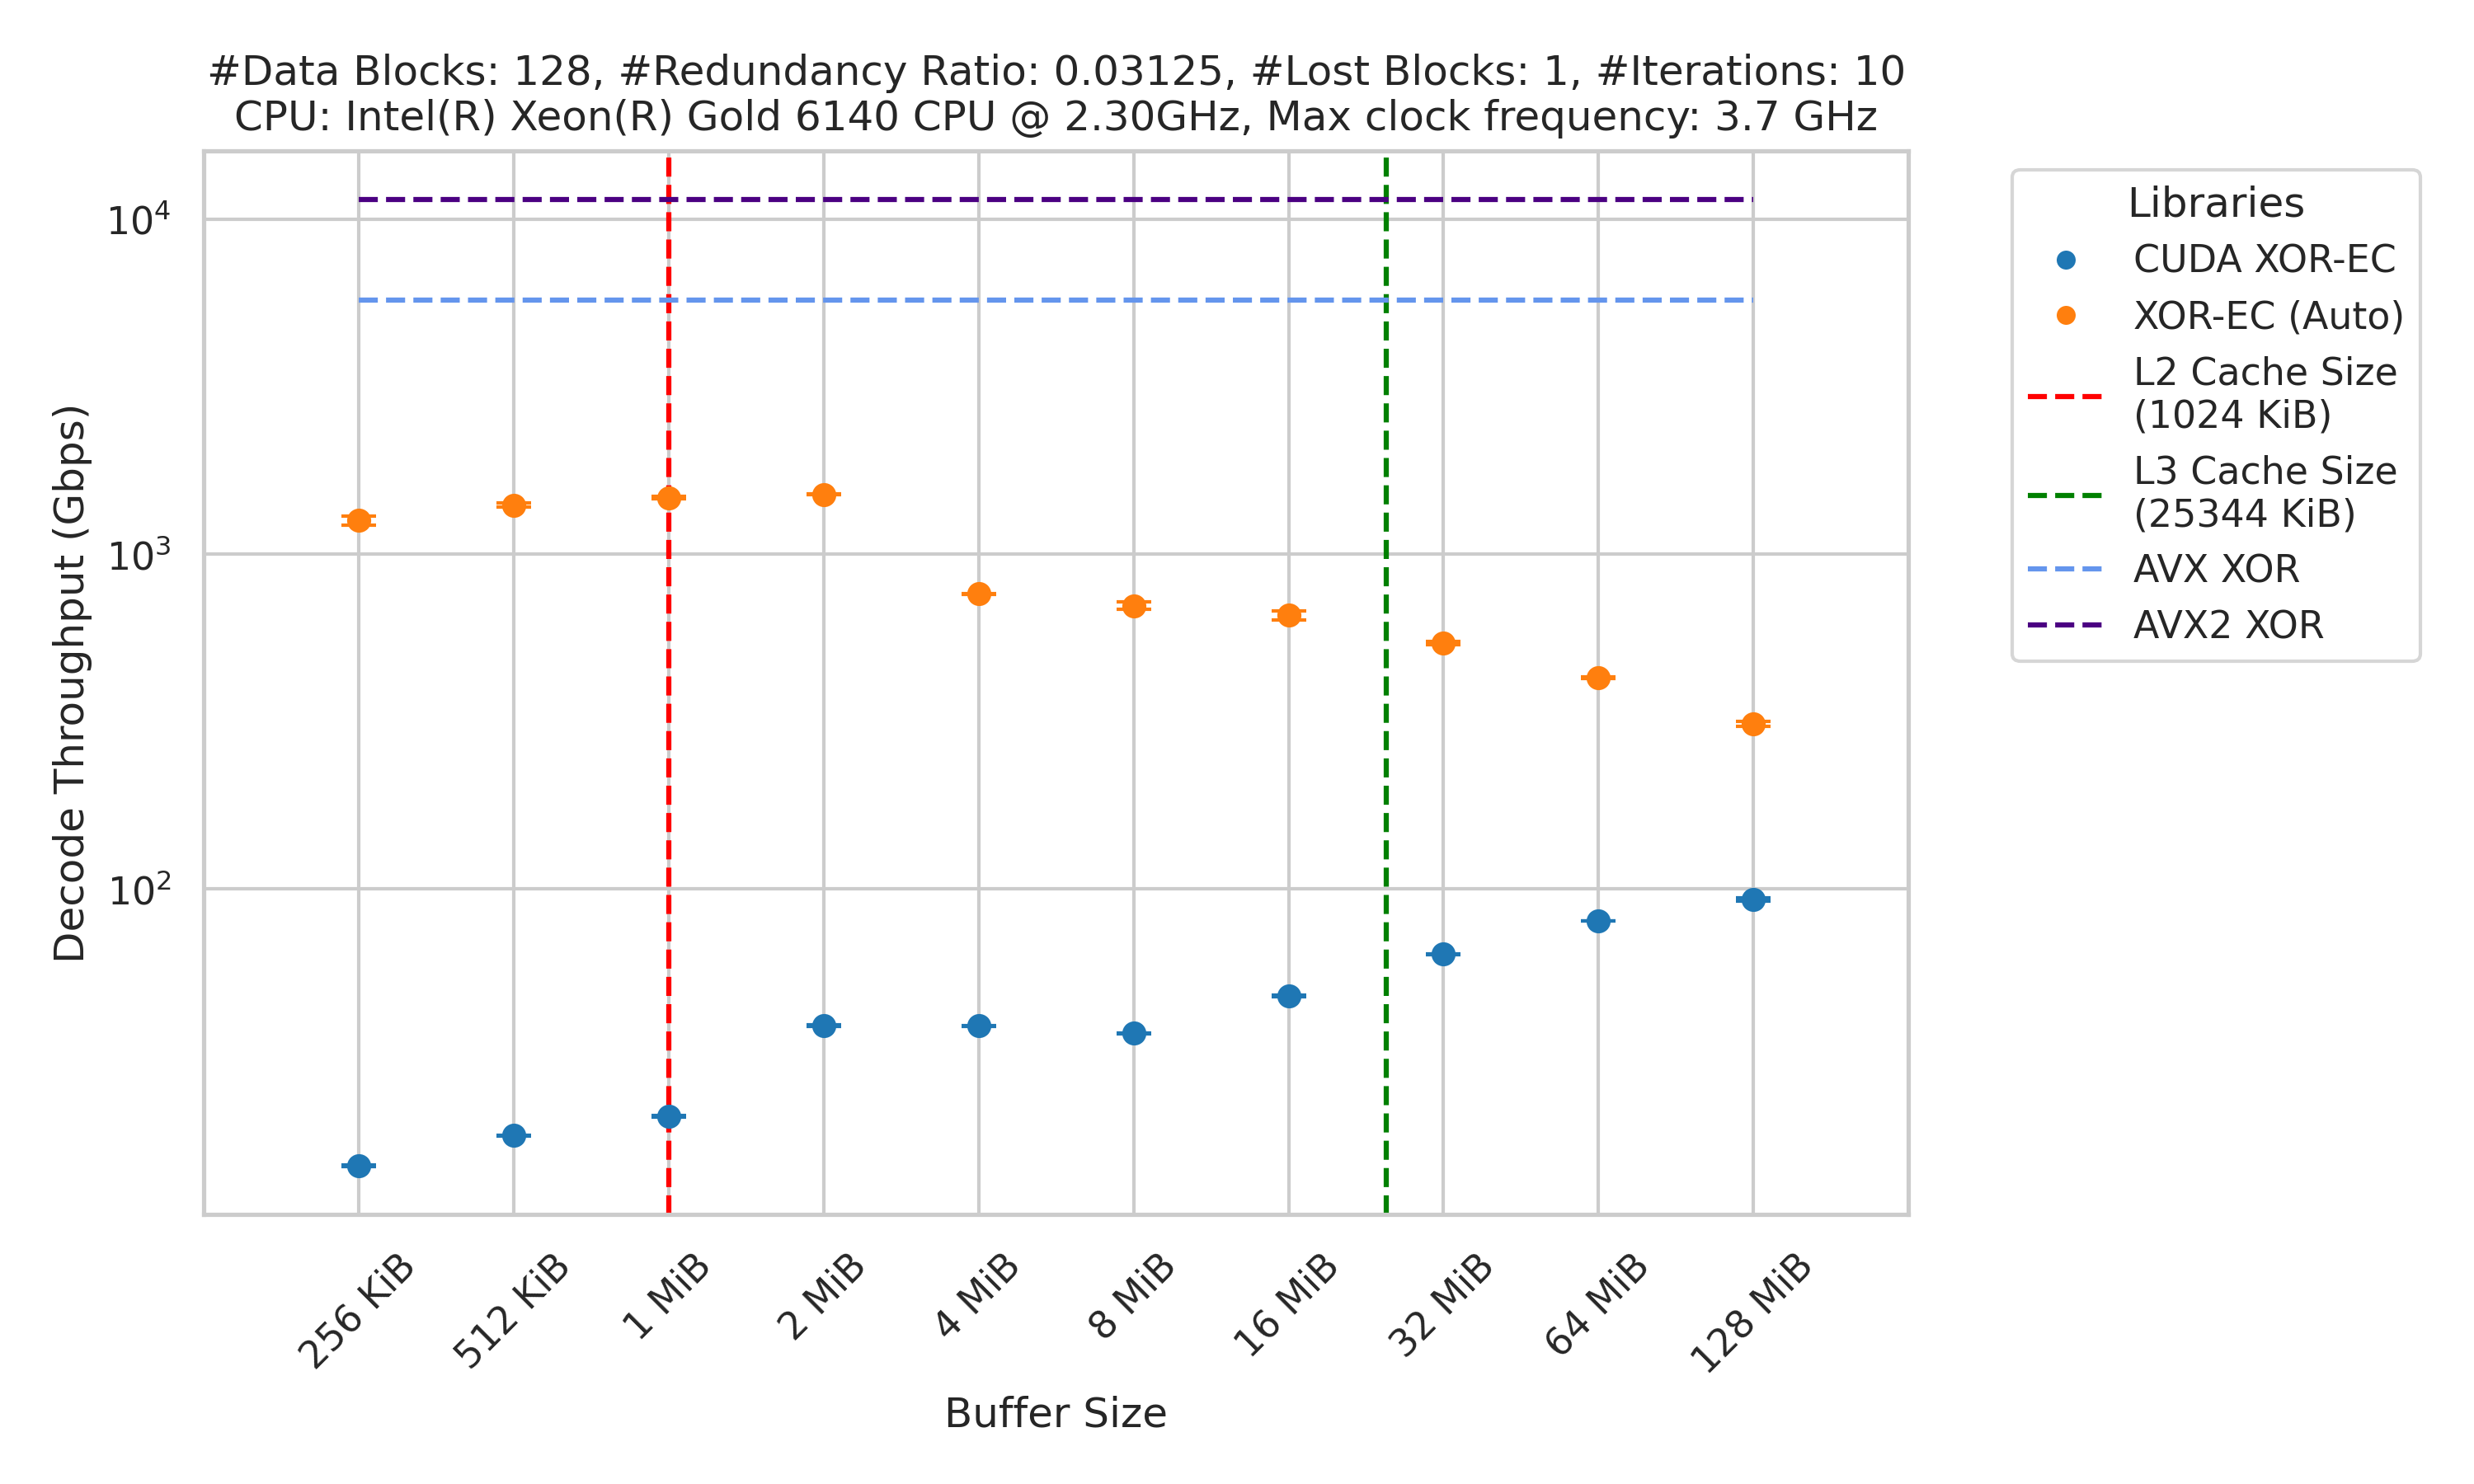 #Data Blocks: 128, #Redundancy Ratio: 0.03125, #Lost Blocks: 1, #Iterations: 10
CPU: Intel(R) Xeon(R) Gold 6140 CPU @ 2.30GHz, Max clock frequency: 3.7 GHz
Decode Throughput (Gbps)
10⁴
10³
10²
256 KiB
512 KiB
1 MiB
2 MiB
4 MiB
8 MiB
16 MiB
32 MiB
64 MiB
128 MiB
Buffer Size
Libraries
CUDA XOR-EC
XOR-EC (Auto)
L2 Cache Size
(1024 KiB)
L3 Cache Size
(25344 KiB)
AVX XOR
AVX2 XOR